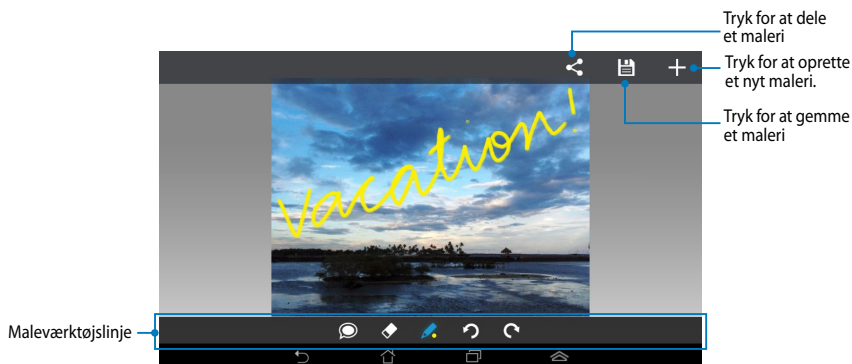 Tryk for at dele
et maleri
Tryk for at oprette
et nyt maleri.
Tryk for at gemme
et maleri
vacation!
Maleværktøjslinje